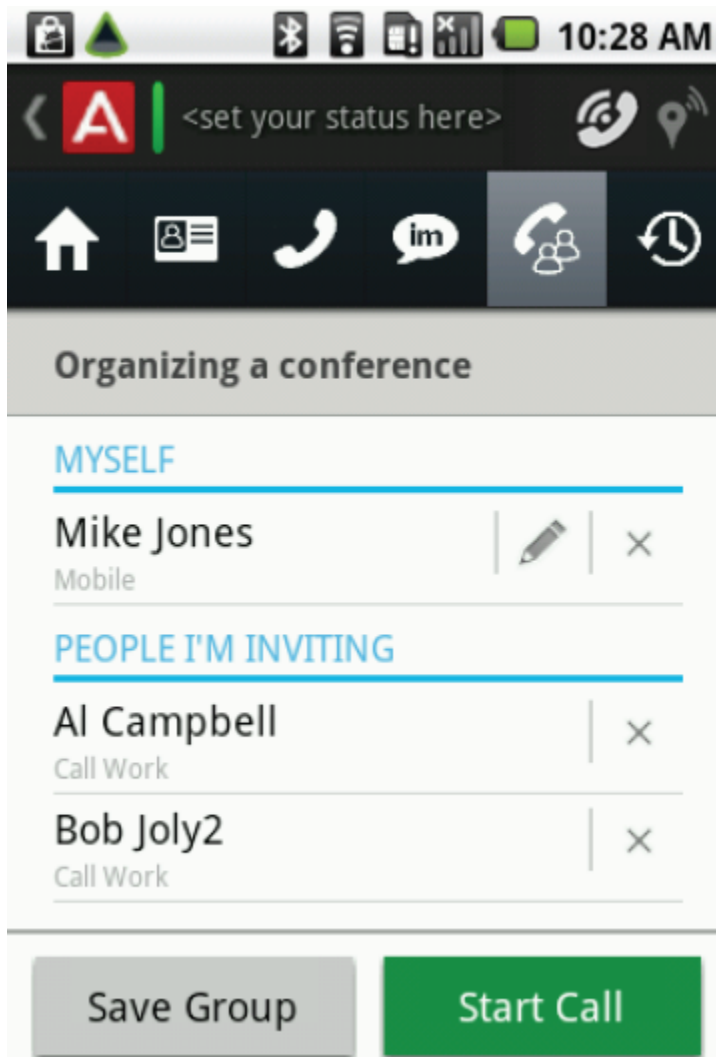 10:28 AM
A <set your status here>
im
Organizing a conference
MYSELF
Mike Jones
Mobile
PEOPLE I'M INVITING
Al Campbell
Call Work
Bob Joly2
Call Work
Save Group Start Call